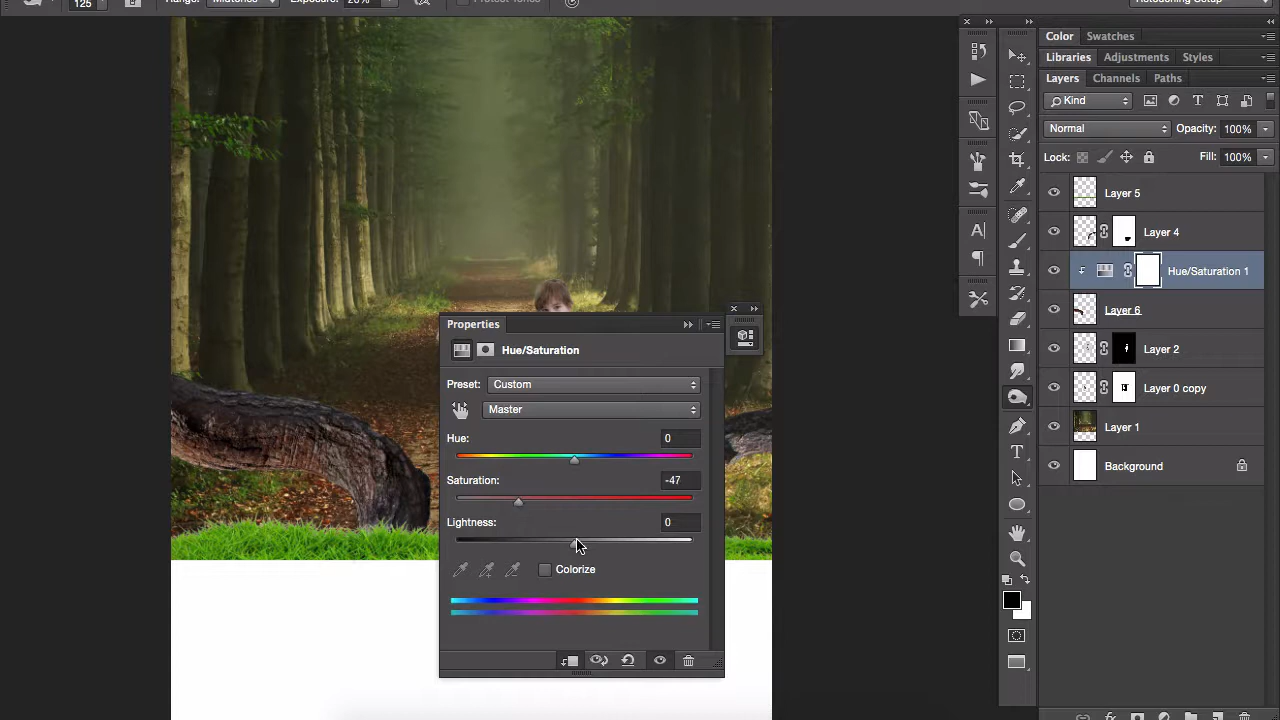 125
Range: Midtones
Exposure: 20%
Protect Tones
Retouching Setup
Color Swatches
Libraries Adjustments Styles
Layers Channels Paths
Kind
Normal Opacity: 100%
Lock: Fill: 100%
Layer 5
Layer 4
Hue/Saturation 1
Layer 6
Layer 2
Layer 0 copy
Layer 1
Background
Properties
Hue/Saturation
Preset: Custom
Master
Hue: 0
Saturation: -47
Lightness: 0
Colorize